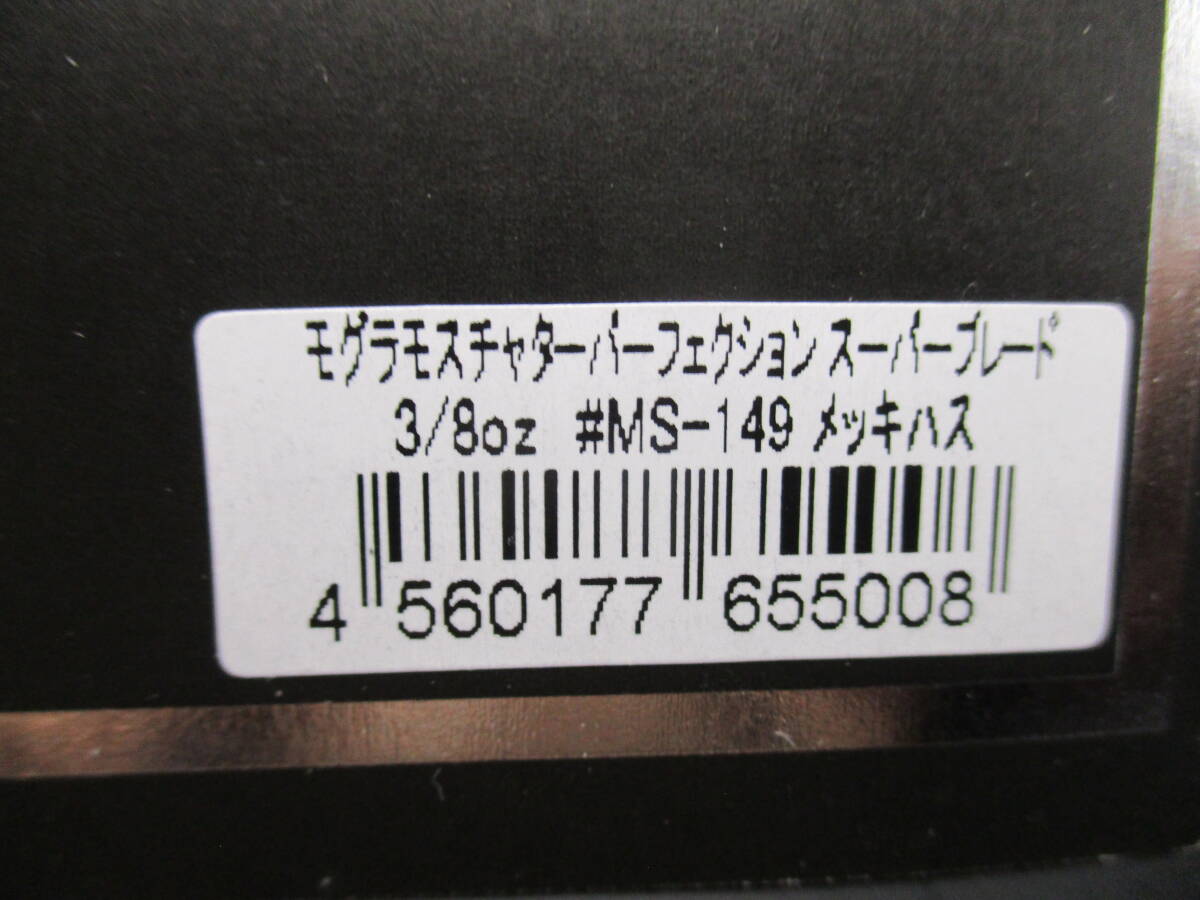 モグラモスチャターパーフェクションスーパーブレード
3/8oz #MS-149 メッキハス
4 560177 655008